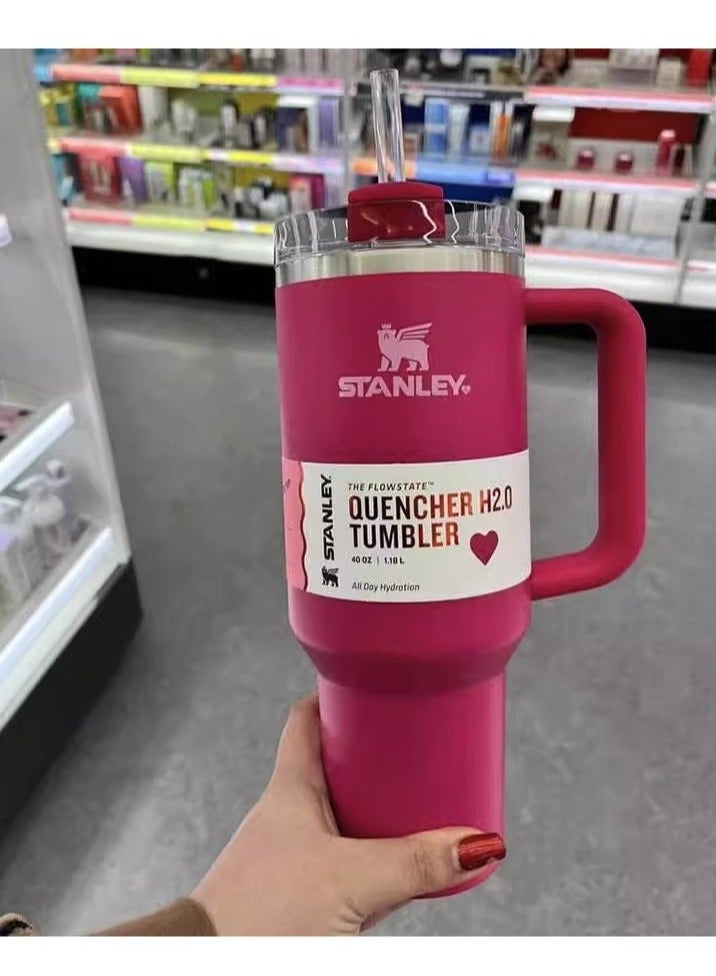 STANLEY
STANLEY
THE FLOWSTATE™
QUENCHER H2.0
TUMBLER
40 OZ | 1.18 L
All Day Hydration